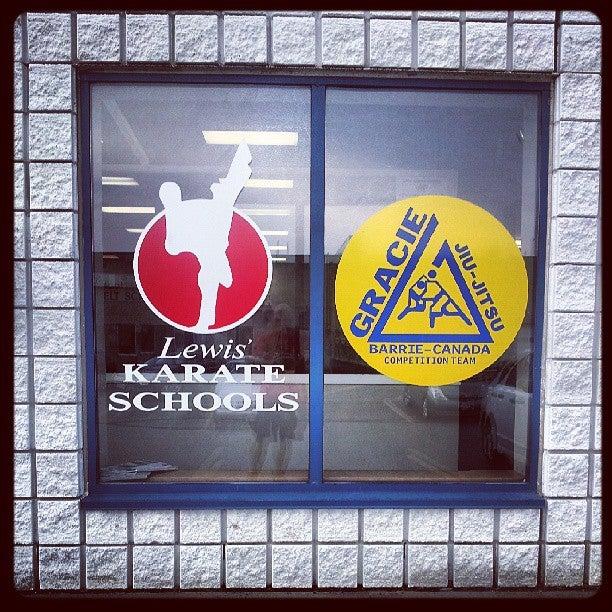 Lewis'
KARATE
SCHOOLS
GRACIE
JIU-JITSU
BARRIE-CANADA
COMPETITION TEAM